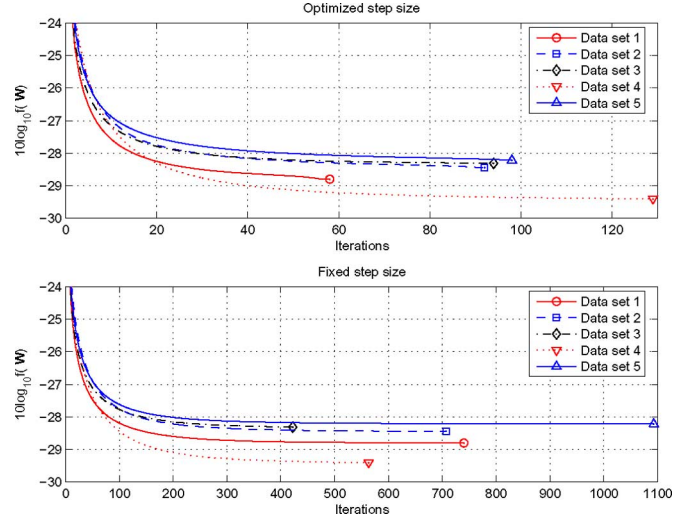 Optimized step size
−24
−25
−26
−27
−28
−29
−30
10log10f( W)
0 20 40 60 80 100 120
Iterations
Data set 1
Data set 2
Data set 3
Data set 4
Data set 5
Fixed step size
−24
−25
−26
−27
−28
−29
−30
10log10f( W)
0 100 200 300 400 500 600 700 800 900 1000 1100
Iterations
Data set 1
Data set 2
Data set 3
Data set 4
Data set 5